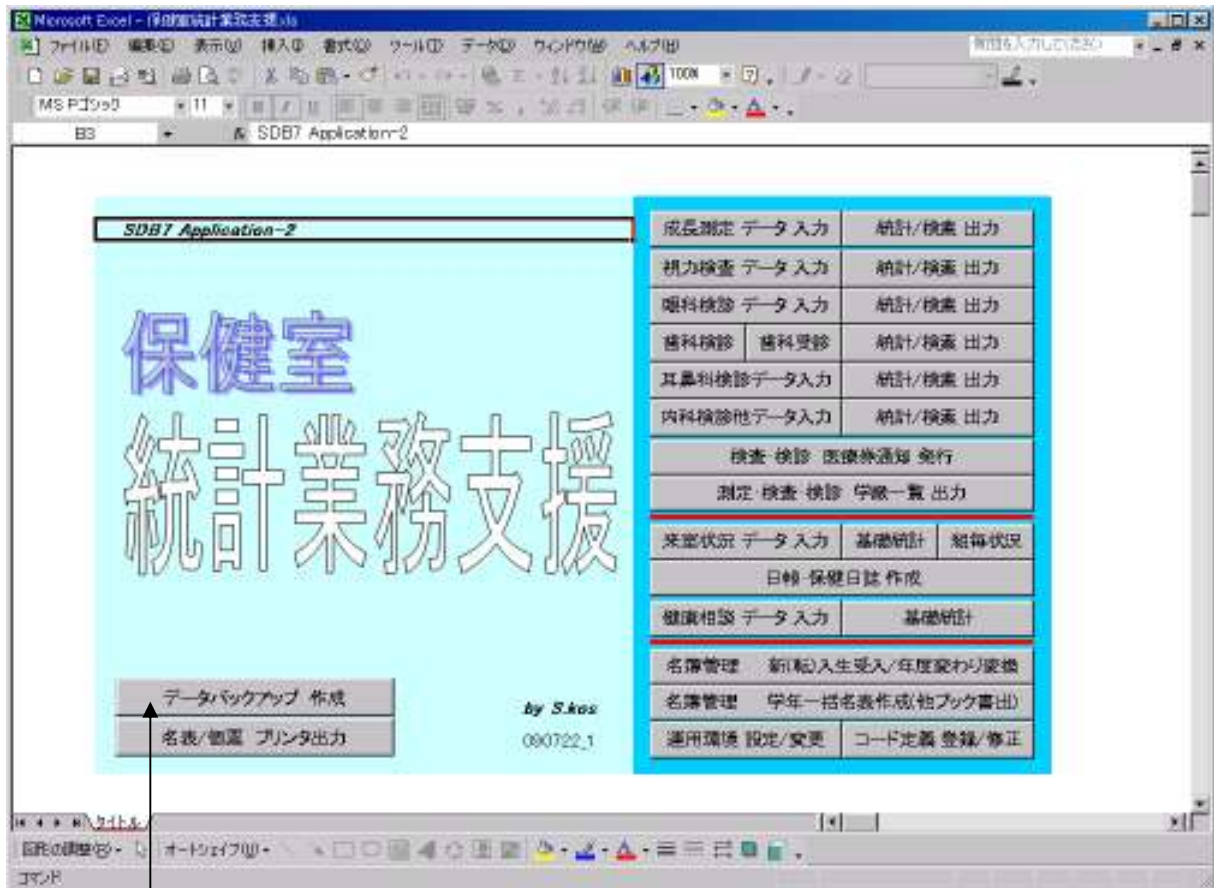 Microsoft Excel - 保健室統計業務支援.xls
ファイル(F) 編集(E) 表示(V) 挿入(I) 書式(O) ツール(T) データ(D) ウィンドウ(W) ヘルプ(H)
100%
MS Pゴシック 11
B3 SDB7 Application-2
SDB7 Application-2
保健室
統計業務支援
データバックアップ 作成
名表/個票 プリンタ出力
by S.kos
090722_1
成長測定 データ 入力 統計/検索 出力
視力検査 データ 入力 統計/検索 出力
眼科検診 データ 入力 統計/検索 出力
歯科検診 歯科受診 統計/検索 出力
耳鼻科検診データ入力 統計/検索 出力
内科検診他データ入力 統計/検索 出力
検査・検診 医療券通知 発行
測定・検査・検診 学級一覧 出力
来室状況 データ 入力 基礎統計 組毎状況
日報・保健日誌 作成
健康相談 データ 入力 基礎統計
名簿管理 新(転)入生受入/年度変わり変換
名簿管理 学年一括名表作成(他ブック書出)
運用環境 設定/変更 コード定義 登録/修正
タイトル
図形の調整(R) オートシェイプ(U)
コマンド